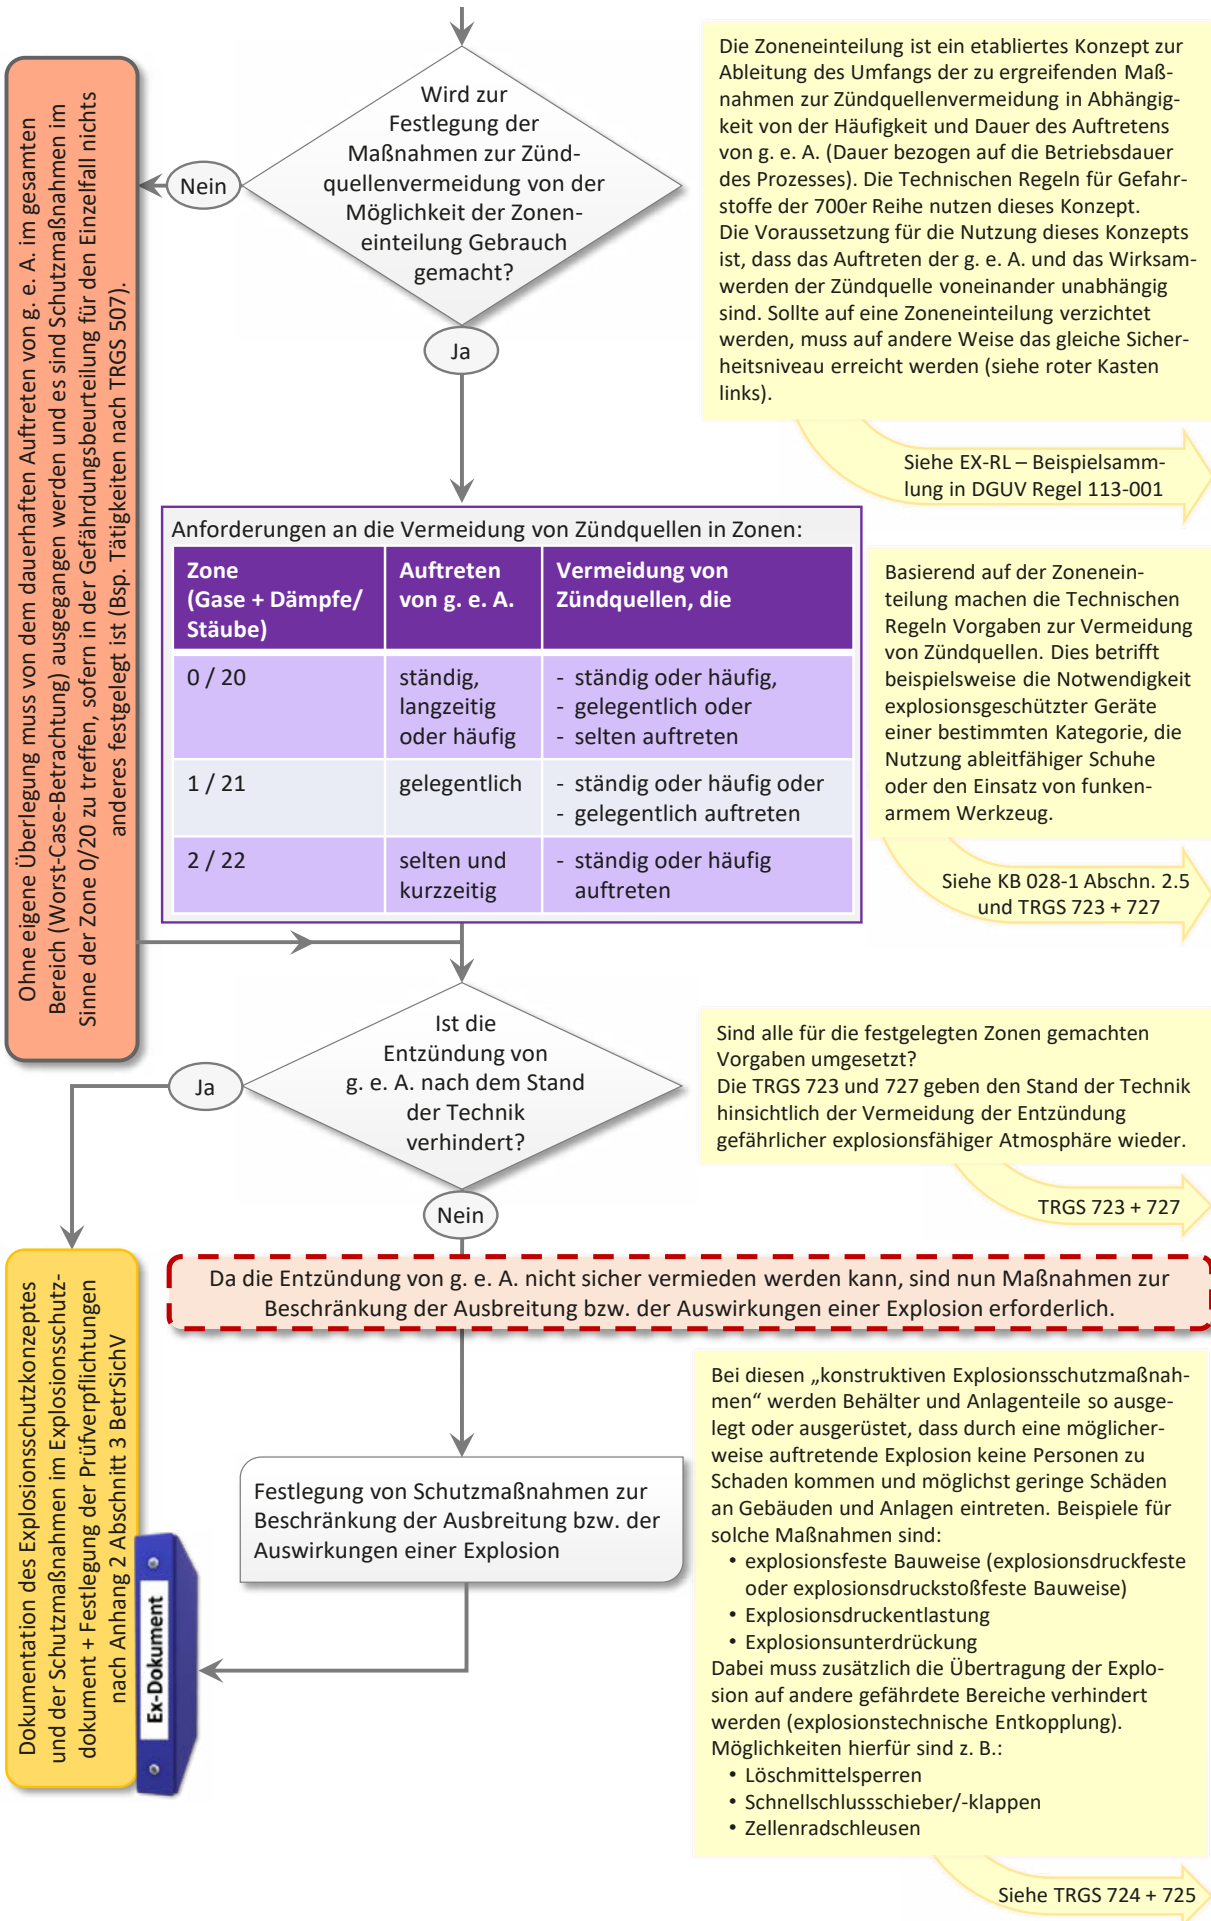 Wird zur
Festlegung der
Maßnahmen zur Zünd-
quellenvermeidung von der
Möglichkeit der Zonen-
einteilung Gebrauch
gemacht?
Nein
Ja
Die Zoneneinteilung ist ein etabliertes Konzept zur
Ableitung des Umfangs der zu ergreifenden Maß-
nahmen zur Zündquellenvermeidung in Abhängig-
keit von der Häufigkeit und Dauer des Auftretens
von g. e. A. (Dauer bezogen auf die Betriebsdauer
des Prozesses). Die Technischen Regeln für Gefahr-
stoffe der 700er Reihe nutzen dieses Konzept.
Die Voraussetzung für die Nutzung dieses Konzepts
ist, dass das Auftreten der g. e. A. und das Wirksam-
werden der Zündquelle voneinander unabhängig
sind. Sollte auf eine Zoneneinteilung verzichtet
werden, muss auf andere Weise das gleiche Sicher-
heitsniveau erreicht werden (siehe roter Kasten
links).
Siehe EX-RL – Beispielsamm-
lung in DGUV Regel 113-001
Ohne eigene Überlegung muss von dem dauerhaften Auftreten von g. e. A. im gesamten
Bereich (Worst-Case-Betrachtung) ausgegangen werden und es sind Schutzmaßnahmen im
Sinne der Zone 0/20 zu treffen, sofern in der Gefährdungsbeurteilung für den Einzelfall nichts
anderes festgelegt ist (Bsp. Tätigkeiten nach TRGS 507).
Anforderungen an die Vermeidung von Zündquellen in Zonen:
Zone
(Gase + Dämpfe/
Stäube)
Auftreten
von g. e. A.
Vermeidung von
Zündquellen, die
0 / 20
ständig,
langzeitig
oder häufig
- ständig oder häufig,
- gelegentlich oder
- selten auftreten
1 / 21
gelegentlich
- ständig oder häufig oder
- gelegentlich auftreten
2 / 22
selten und
kurzzeitig
- ständig oder häufig
auftreten
Basierend auf der Zonenein-
teilung machen die Technischen
Regeln Vorgaben zur Vermeidung
von Zündquellen. Dies betrifft
beispielsweise die Notwendigkeit
explosionsgeschützter Geräte
einer bestimmten Kategorie, die
Nutzung ableitfähiger Schuhe
oder den Einsatz von funken-
armem Werkzeug.
Siehe KB 028-1 Abschn. 2.5
und TRGS 723 + 727
Ist die
Entzündung von
g. e. A. nach dem Stand
der Technik
verhindert?
Ja
Nein
Sind alle für die festgelegten Zonen gemachten
Vorgaben umgesetzt?
Die TRGS 723 und 727 geben den Stand der Technik
hinsichtlich der Vermeidung der Entzündung
gefährlicher explosionsfähiger Atmosphäre wieder.
TRGS 723 + 727
Da die Entzündung von g. e. A. nicht sicher vermieden werden kann, sind nun Maßnahmen zur
Beschränkung der Ausbreitung bzw. der Auswirkungen einer Explosion erforderlich.
Festlegung von Schutzmaßnahmen zur
Beschränkung der Ausbreitung bzw. der
Auswirkungen einer Explosion
Bei diesen „konstruktiven Explosionsschutzmaßnah-
men“ werden Behälter und Anlagenteile so ausge-
legt oder ausgerüstet, dass durch eine möglicher-
weise auftretende Explosion keine Personen zu
Schaden kommen und möglichst geringe Schäden
an Gebäuden und Anlagen eintreten. Beispiele für
solche Maßnahmen sind:
• explosionsfeste Bauweise (explosionsdruckfeste
oder explosionsdruckstoßfeste Bauweise)
• Explosionsdruckentlastung
• Explosionsunterdrückung
Dabei muss zusätzlich die Übertragung der Explo-
sion auf andere gefährdete Bereiche verhindert
werden (explosionstechnische Entkopplung).
Möglichkeiten hierfür sind z. B.:
• Löschmittelsperren
• Schnellschlussschieber/-klappen
• Zellenradschleusen
Siehe TRGS 724 + 725
Dokumentation des Explosionsschutzkonzeptes
und der Schutzmaßnahmen im Explosionsschutz-
dokument + Festlegung der Prüfverpflichtungen
nach Anhang 2 Abschnitt 3 BetrSichV
Ex-Dokument